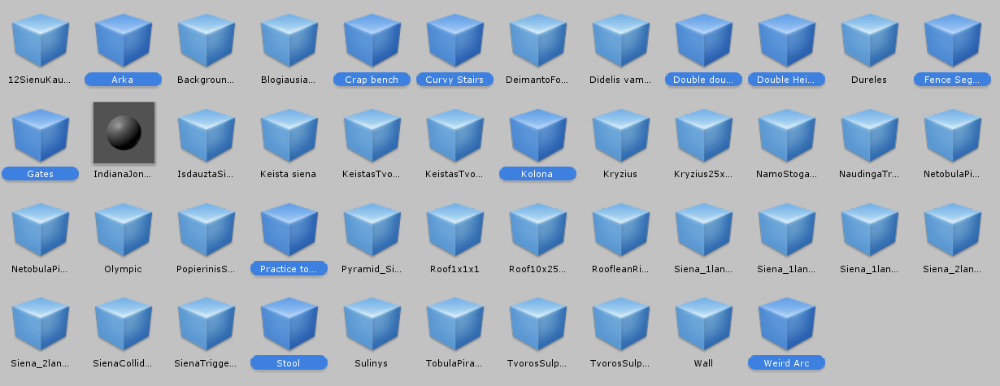 12SienuKau...
Arka
Backgroun...
Blogiausia...
Crap bench
Curvy Stairs
DeimantoFo...
Didelis vam...
Double dou...
Double Hei...
Dureles
Fence Seg...
Gates
IndianaJon...
IsdauztaSi...
Keista siena
KeistasTvo...
KeistasTvo...
Kolona
Kryzius
Kryzius25x...
NamoStoga...
NaudingaTr...
NetobulaPi...
NetobulaPi...
Olympic
PopierinisS...
Practice to...
Pyramid_Si...
Roof1x1x1
Roof10x25...
RoofleanRi...
Siena_1lan...
Siena_1lan...
Siena_1lan...
Siena_2lan...
Siena_2lan...
SienaCollid...
SienaTrigge...
Stool
Sulinys
TobulaPira...
TvorosSulp...
TvorosSulp...
Wall
Weird Arc